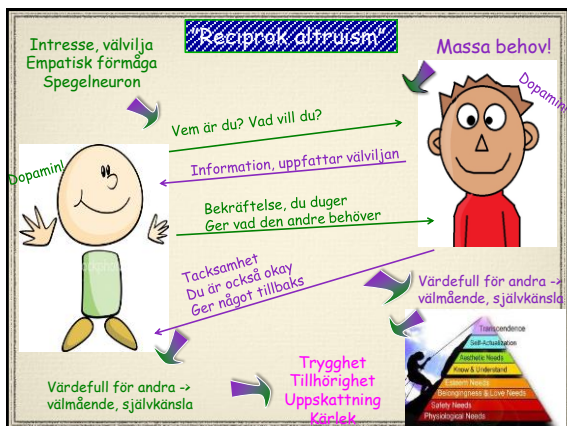 "Reciprok altruism"
Intresse, välvilja
Empatisk förmåga
Spegelneuron
Massa behov!
Dopamin!
Dopamin!
Vem är du? Vad vill du?
Information, uppfattar välviljan
Bekräftelse, du duger
Ger vad den andre behöver
Tacksamhet
Du är också okay
Ger något tillbaks
Värdefull för andra ->
välmående, självkänsla
Värdefull för andra ->
välmående, självkänsla
Trygghet
Tillhörighet
Uppskattning
Kärlek
Transcendence
Self-Actualization
Aesthetic Needs
Know & Understand
Esteem Needs
Belongingness & Love Needs
Safety Needs
Physiological Needs